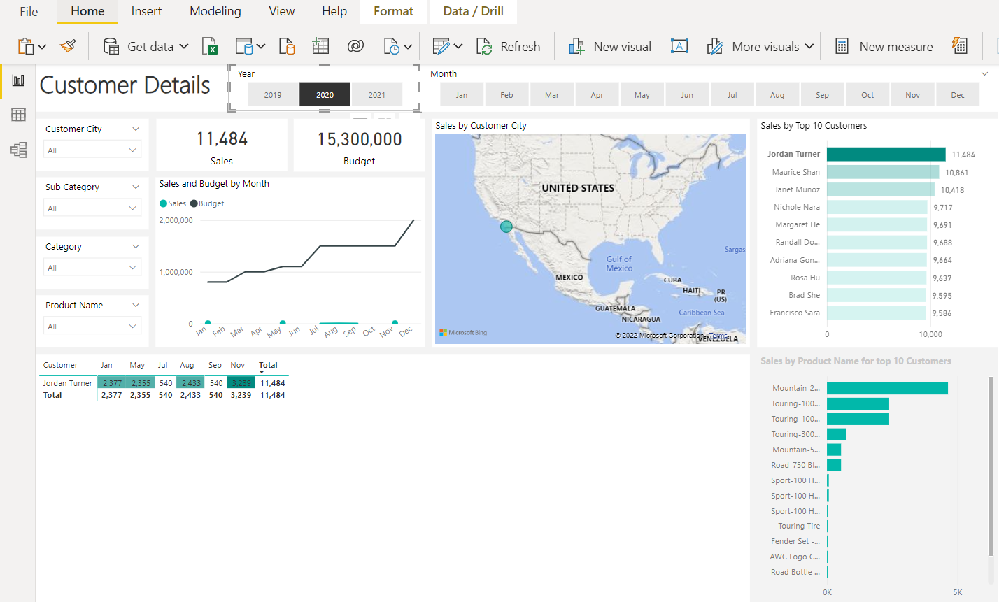 File Home Insert Modeling View Help Format Data / Drill
Get data Refresh New visual A More visuals New measure
Customer Details
Year
2019 2020 2021
Month
Jan Feb Mar Apr May Jun Jul Aug Sep Oct Nov Dec
Customer City
All
Sub Category
All
Category
All
Product Name
All
11,484
Sales
15,300,000
Budget
Sales and Budget by Month
Sales Budget
2,000,000
1,000,000
0
Jan Feb Mar Apr May Jun Jul Aug Sep Oct Nov Dec
Sales by Customer City
UNITED STATES
Gulf of
Mexico
Sargas
MEXICO
CUBA
HAITI
PR
(US)
GUATEMALA
Caribbean Sea
NICARAGUA
VENEZUELA
Microsoft Bing
© 2022 Microsoft Corporation Terms
Sales by Top 10 Customers
Jordan Turner 11,484
Maurice Shan 10,861
Janet Munoz 10,418
Nichole Nara 9,717
Margaret He 9,691
Randall Do... 9,688
Adriana Gon... 9,664
Rosa Hu 9,637
Brad She 9,595
Francisco Sara 9,586
0 10,000
Customer Jan May Jul Aug Sep Nov Total
Jordan Turner 2,377 2,355 540 2,433 540 3,239 11,484
Total 2,377 2,355 540 2,433 540 3,239 11,484
Sales by Product Name for top 10 Customers
Mountain-2...
Touring-100...
Touring-100...
Touring-300...
Mountain-5...
Road-750 Bl...
Sport-100 H...
Sport-100 H...
Sport-100 H...
Touring Tire
Fender Set -...
AWC Logo C...
Road Bottle ...
0K 5K